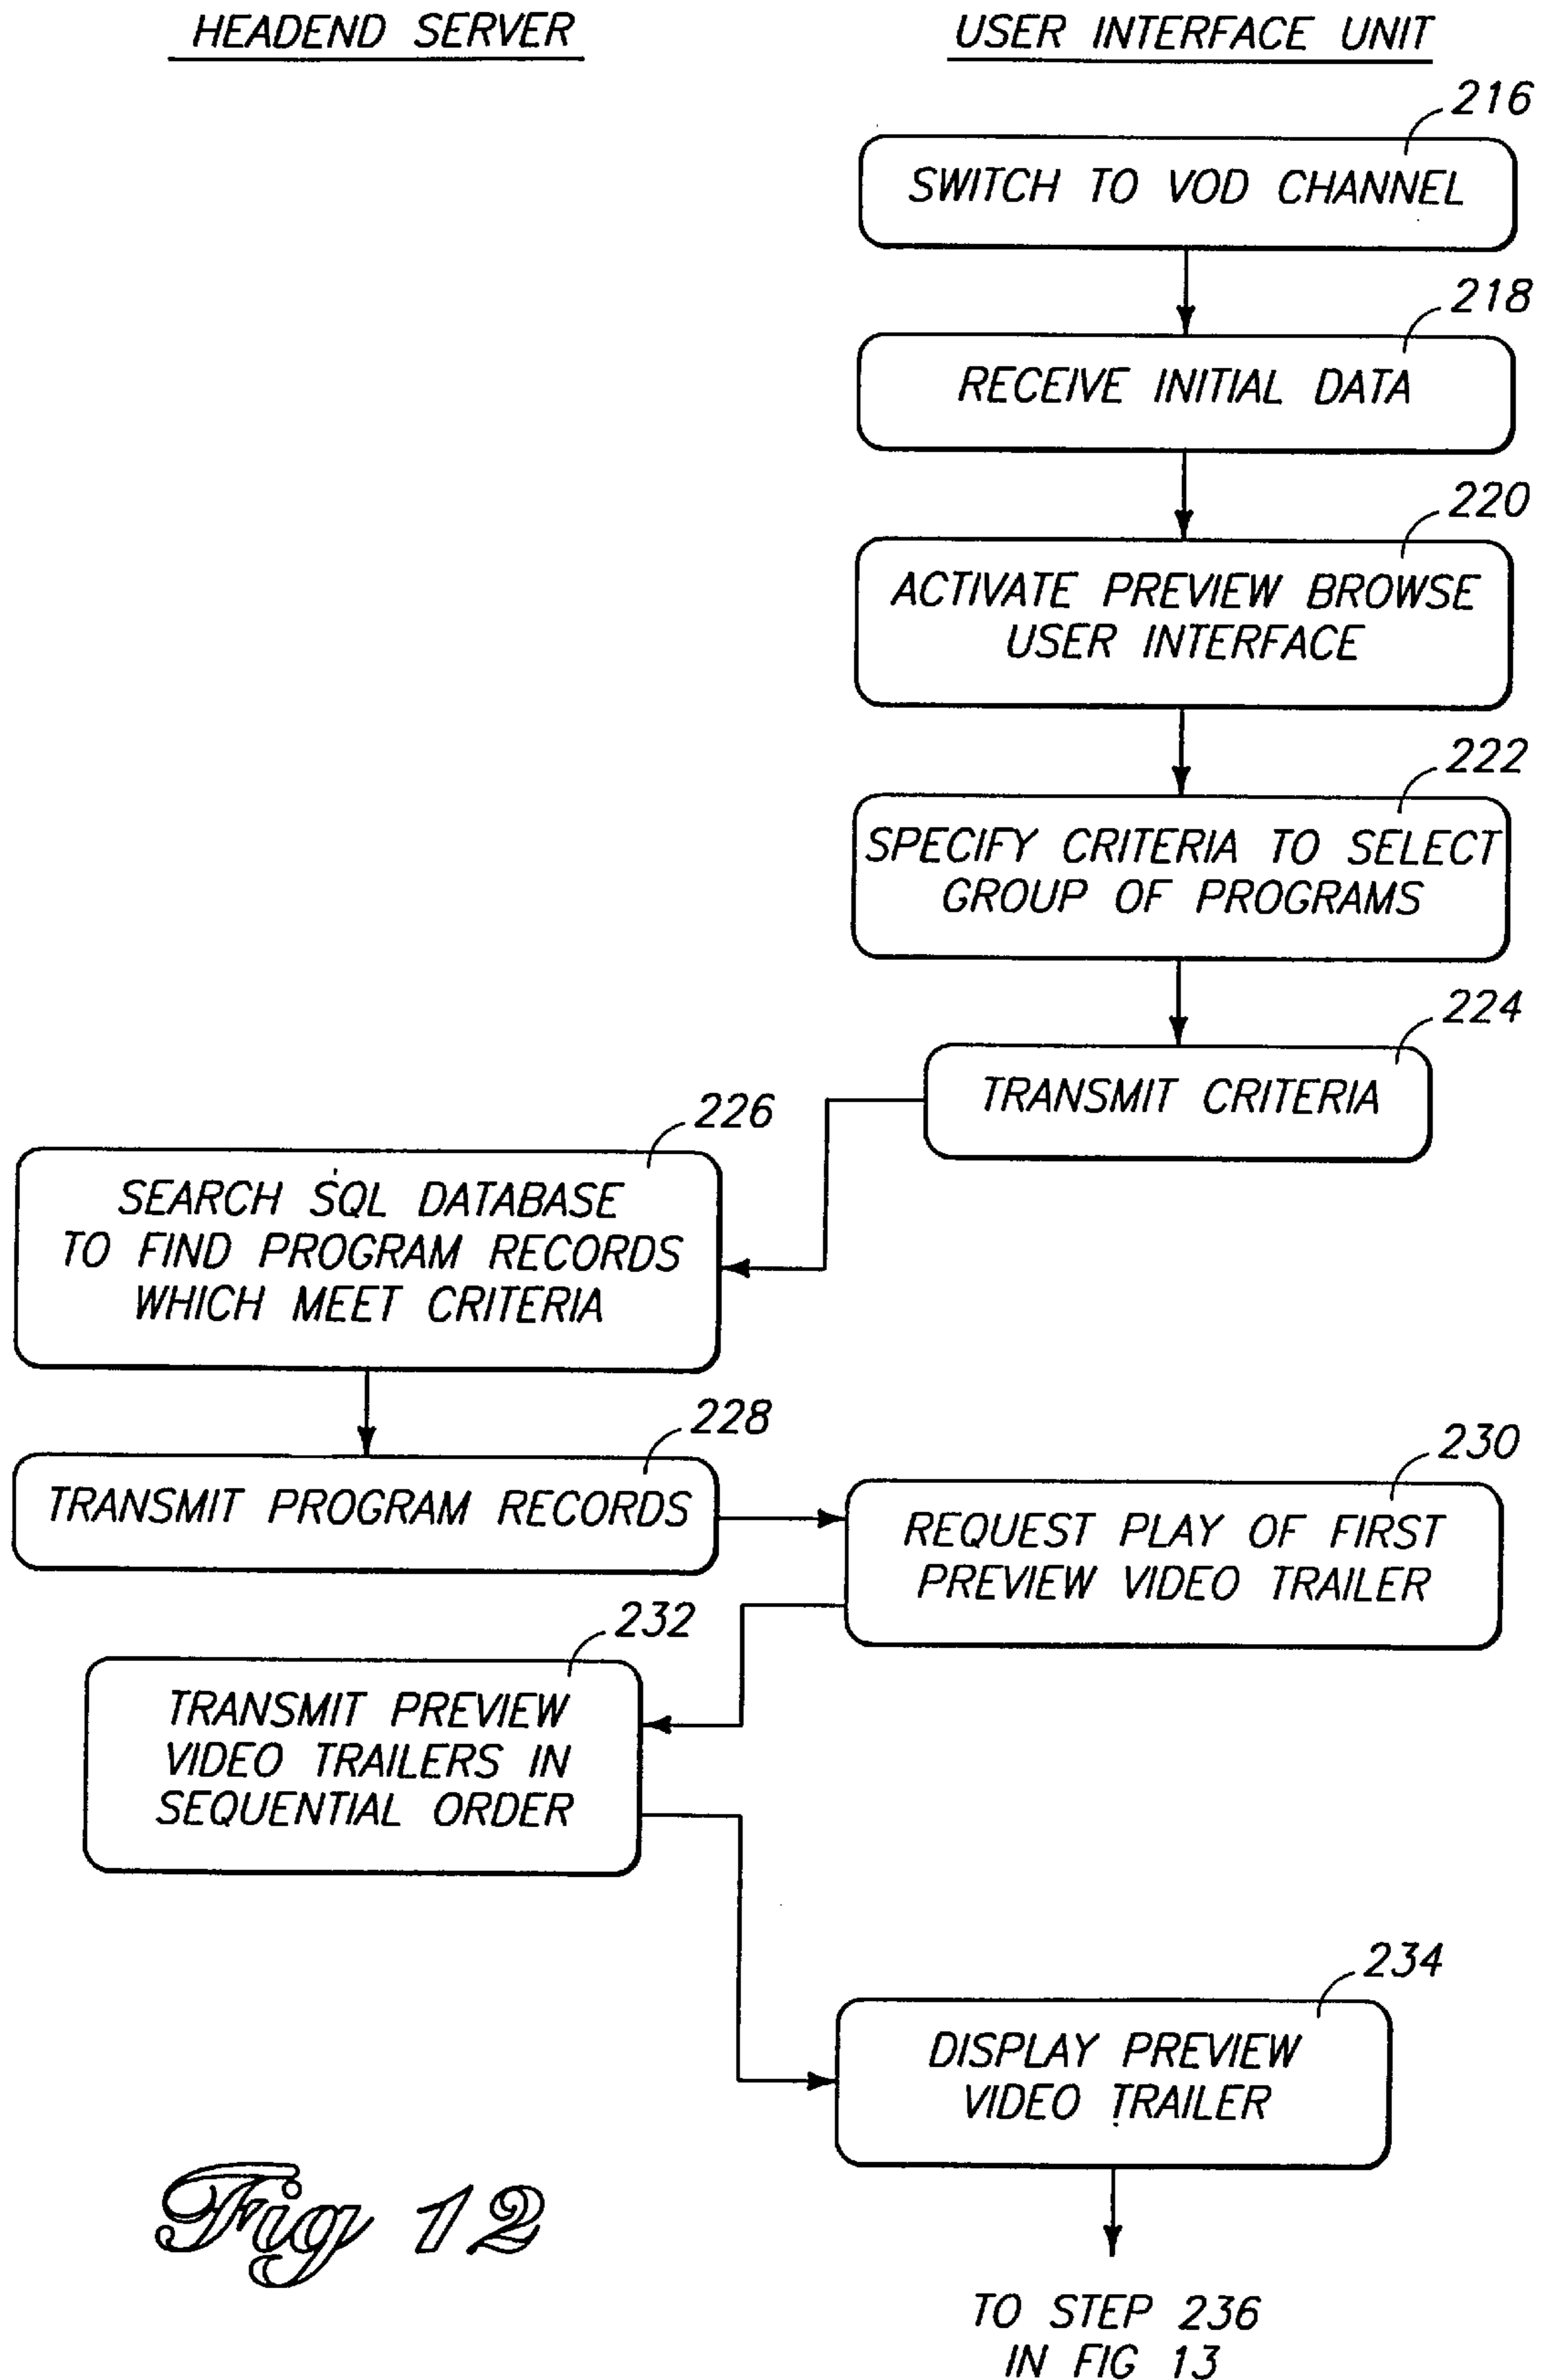 HEADEND SERVER
USER INTERFACE UNIT
216
SWITCH TO VOD CHANNEL
218
RECEIVE INITIAL DATA
220
ACTIVATE PREVIEW BROWSE
USER INTERFACE
222
SPECIFY CRITERIA TO SELECT
GROUP OF PROGRAMS
224
TRANSMIT CRITERIA
226
SEARCH SQL DATABASE
TO FIND PROGRAM RECORDS
WHICH MEET CRITERIA
228
TRANSMIT PROGRAM RECORDS
230
REQUEST PLAY OF FIRST
PREVIEW VIDEO TRAILER
232
TRANSMIT PREVIEW
VIDEO TRAILERS IN
SEQUENTIAL ORDER
234
DISPLAY PREVIEW
VIDEO TRAILER
Fig 12
TO STEP 236
IN FIG 13